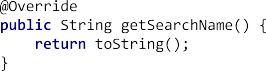 @Override
public String getSearchName() {
    return toString();
}